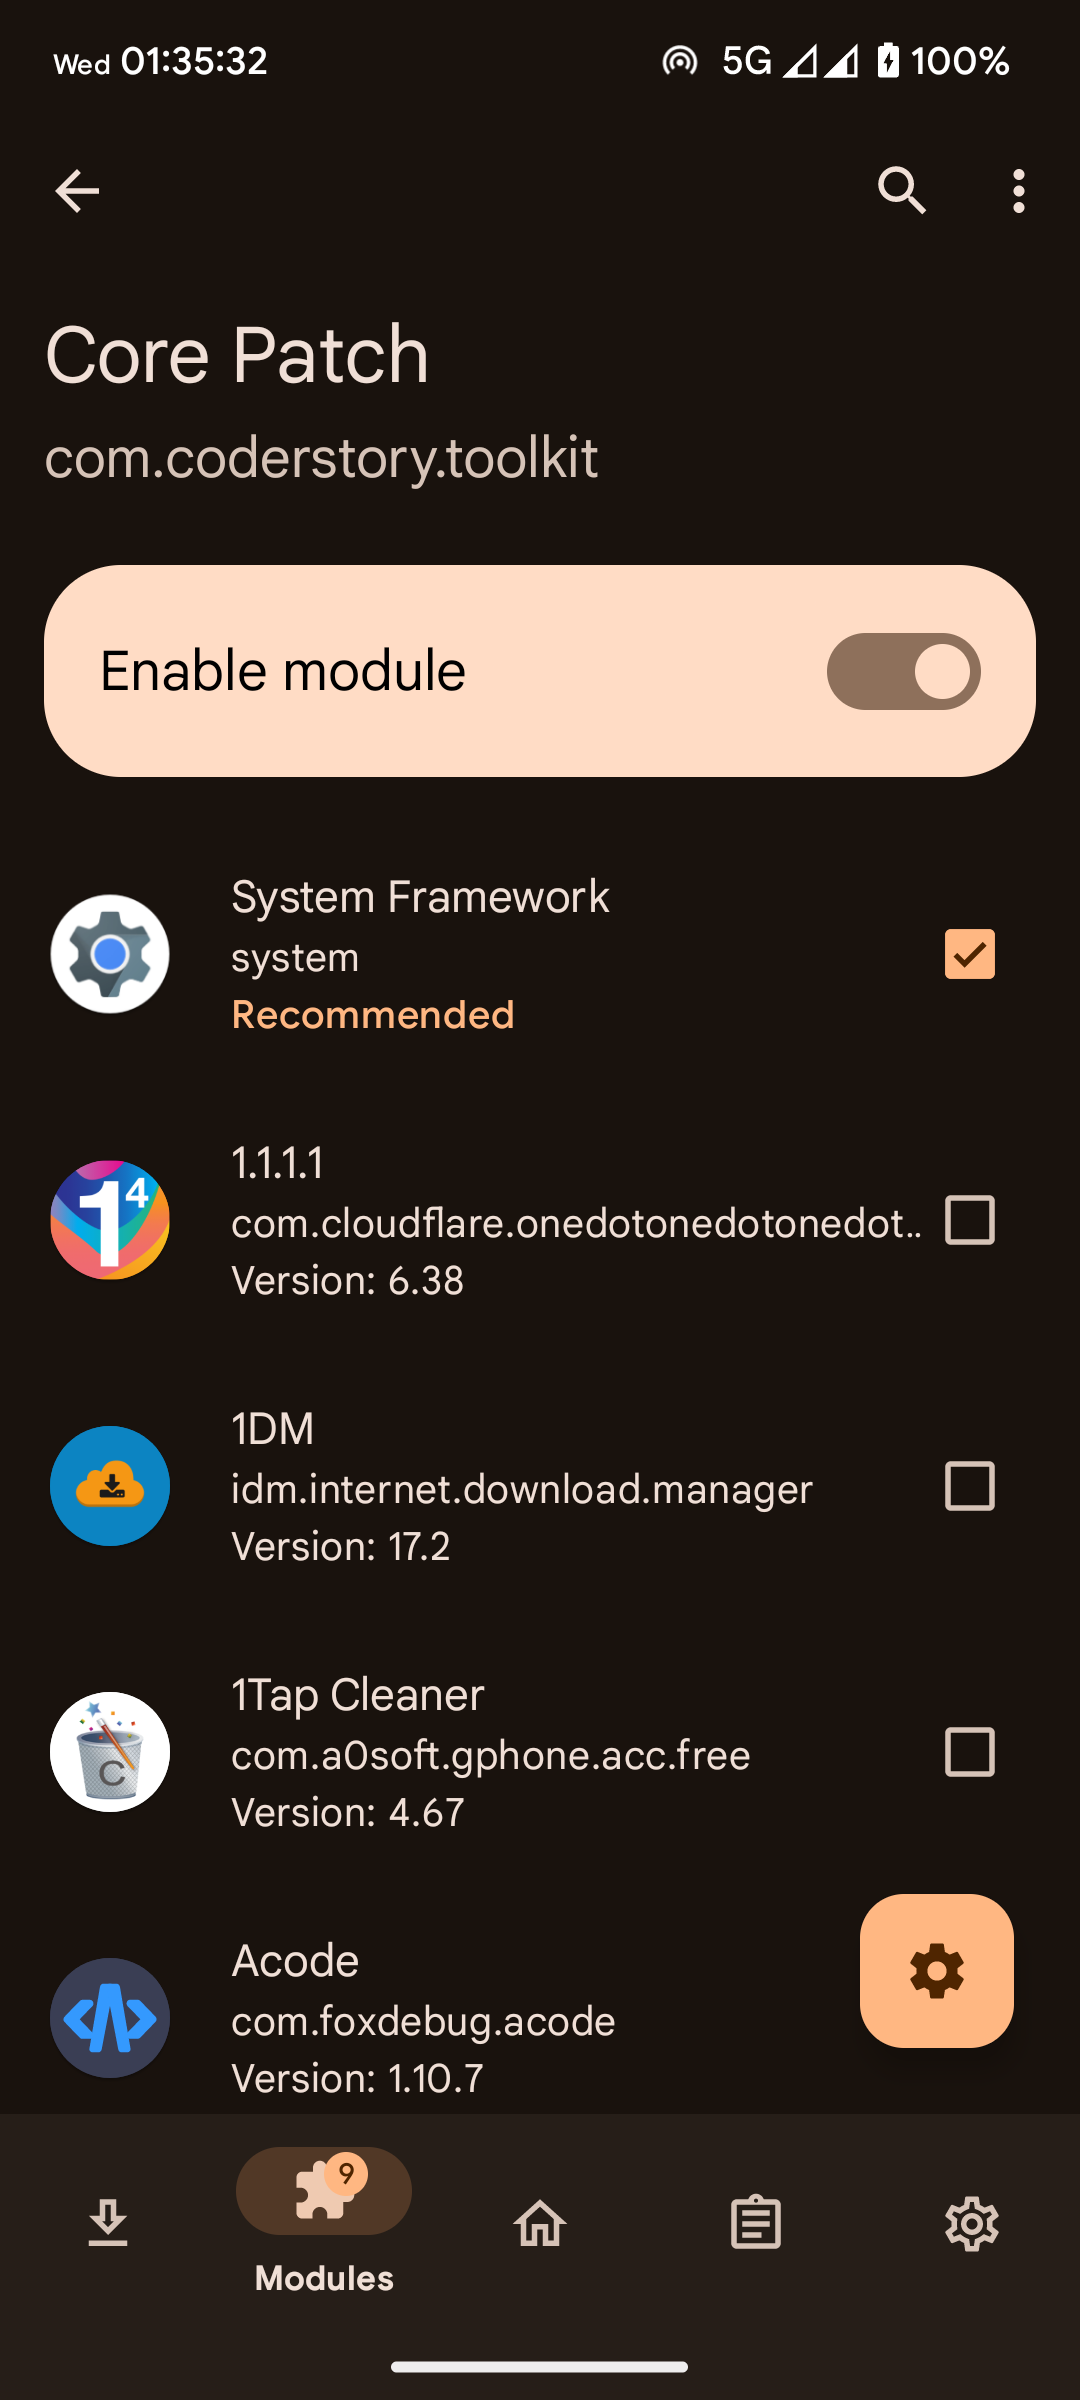 Wed 01:35:32 5G 100%
Core Patch
com.coderstory.toolkit
Enable module
System Framework
system
Recommended
1.1.1.1
com.cloudflare.onedotonedotonedot..
Version: 6.38
1DM
idm.internet.download.manager
Version: 17.2
1Tap Cleaner
com.a0soft.gphone.acc.free
Version: 4.67
Acode
com.foxdebug.acode
Version: 1.10.7
9
Modules